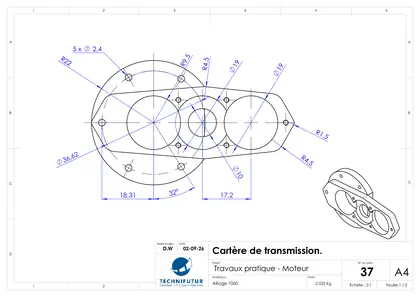 5 x ∅ 2.4
R22
R9.5
R4.5
∅19
∅19
R1.5
∅36.62
R4.5
∅10
18.31
32°
17.2
D.W
02-09-26
Cartère de transmission.
Travaux pratique - Moteur
37
A4
Alliage 1060
0.023 Kg
Echelle : 2:1
Feuille 1 / 2
TECHNIFUTUR